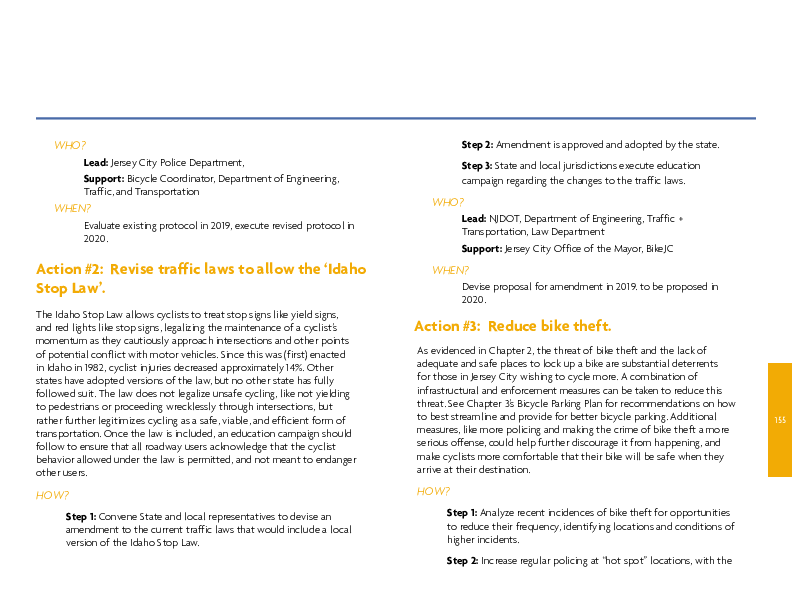 WHO?
Lead: Jersey City Police Department,
Support: Bicycle Coordinator, Department of Engineering,
Traffic, and Transportation
WHEN?
Evaluate existing protocol in 2019, execute revised protocol in
2020.
Action #2: Revise traffic laws to allow the ‘Idaho
Stop Law’.
The Idaho Stop Law allows cyclists to treat stop signs like yield signs,
and red lights like stop signs, legalizing the maintenance of a cyclist’s
momentum as they cautiously approach intersections and other points
of potential conflict with motor vehicles. Since this was (first) enacted
in Idaho in 1982, cyclist injuries decreased approximately 14%. Other
states have adopted versions of the law, but no other state has fully
followed suit. The law does not legalize unsafe cycling, like not yielding
to pedestrians or proceeding wrecklessly through intersections, but
rather further legitimizes cycling as a safe, viable, and efficient form of
transportation. Once the law is included, an education campaign should
follow to ensure that all roadway users acknowledge that the cyclist
behavior allowed under the law is permitted, and not meant to endanger
other users.
HOW?
Step 1: Convene State and local representatives to devise an
amendment to the current traffic laws that would include a local
version of the Idaho Stop Law.
Step 2: Amendment is approved and adopted by the state.
Step 3: State and local jurisdictions execute education
campaign regarding the changes to the traffic laws.
WHO?
Lead: NJDOT, Department of Engineering, Traffic +
Transportation, Law Department
Support: Jersey City Office of the Mayor, BikeJC
WHEN?
Devise proposal for amendment in 2019. to be proposed in
2020.
Action #3: Reduce bike theft.
As evidenced in Chapter 2, the threat of bike theft and the lack of
adequate and safe places to lock up a bike are substantial deterrents
for those in Jersey City wishing to cycle more. A combination of
infrastructural and enforcement measures can be taken to reduce this
threat. See Chapter 3’s Bicycle Parking Plan for recommendations on how
to best streamline and provide for better bicycle parking. Additional
measures, like more policing and making the crime of bike theft a more
serious offense, could help further discourage it from happening, and
make cyclists more comfortable that their bike will be safe when they
arrive at their destination.
HOW?
Step 1: Analyze recent incidences of bike theft for opportunities
to reduce their frequency, identifying locations and conditions of
higher incidents.
Step 2: Increase regular policing at “hot spot” locations, with the
155